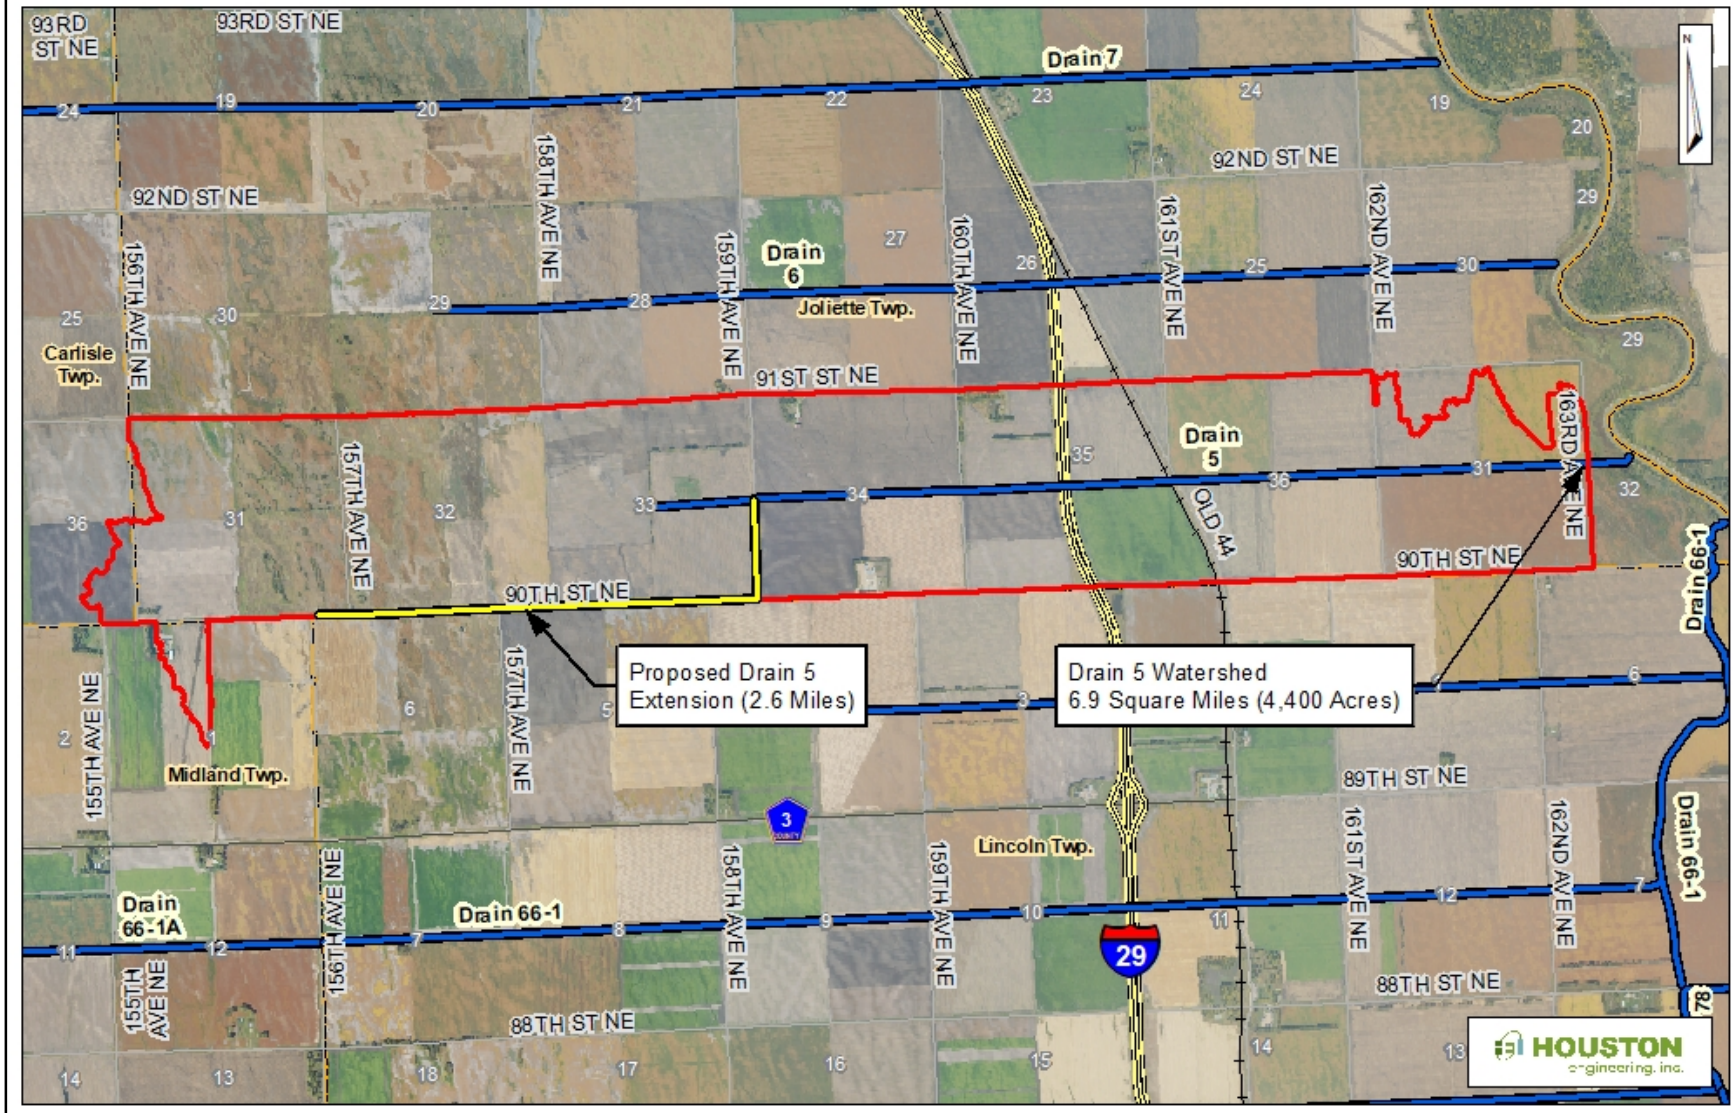 93RD
ST NE
93RD ST NE
Drain 7
N
24
19
20
21
22
23
24
19
20
92ND ST NE
158TH AVE NE
92ND ST NE
29
156TH AVE NE
159TH AVE NE
Drain
6
27
160TH AVE NE
26
161ST AVE NE
25
162ND AVE NE
30
25
30
29
28
Joliette Twp.
29
Carlisle
Twp.
91ST ST NE
163RD AVE NE
157TH AVE NE
Drain
5
35
36
31
32
33
34
36
31
32
OLD 44
90TH ST NE
90TH ST NE
Drain 66-1
Proposed Drain 5
Extension (2.6 Miles)
Drain 5 Watershed
6.9 Square Miles (4,400 Acres)
155TH AVE NE
157TH AVE NE
2
1
6
5
3
6
Midland Twp.
89TH ST NE
3
COUNTY
Lincoln Twp.
161ST AVE NE
162ND AVE NE
Drain 66-1
156TH AVE NE
158TH AVE NE
159TH AVE NE
Drain
66-1A
Drain 66-1
11
12
7
8
9
10
11
12
7
29
155TH
AVE NE
88TH ST NE
88TH ST NE
78
14
13
18
17
16
15
14
13
HOUSTON
engineering, inc.